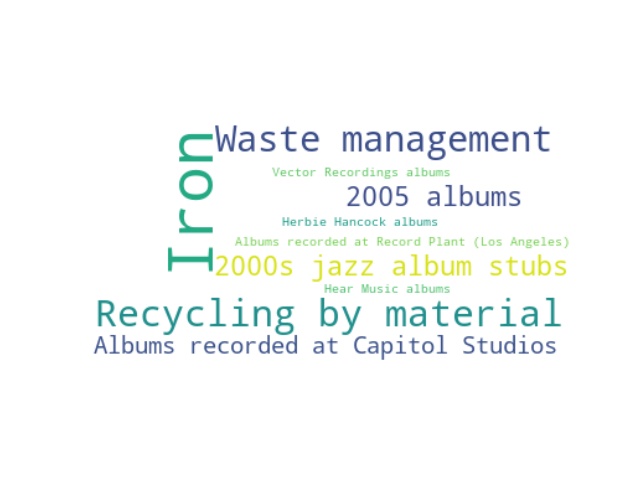 Iron
Waste management
Vector Recordings albums
2005 albums
Herbie Hancock albums
Albums recorded at Record Plant (Los Angeles)
2000s jazz album stubs
Hear Music albums
Recycling by material
Albums recorded at Capitol Studios